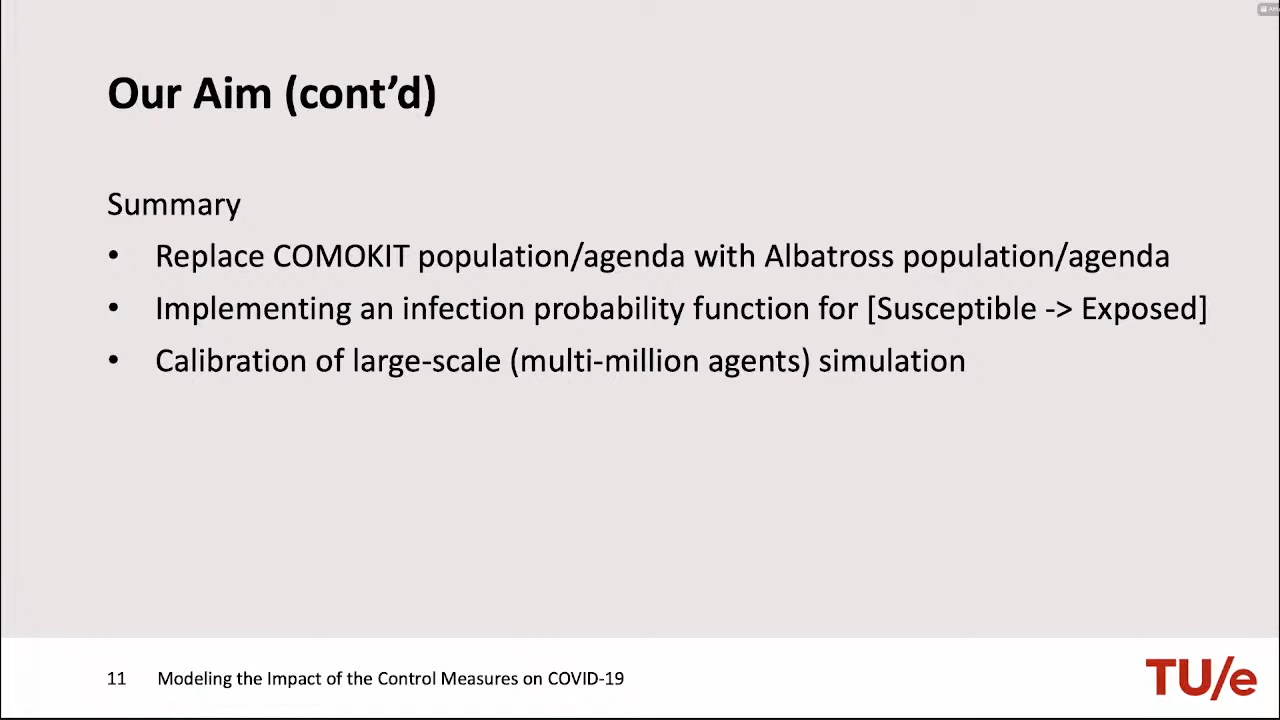 Our Aim (cont’d)
Summary
• Replace COMOKIT population/agenda with Albatross population/agenda
• Implementing an infection probability function for [Susceptible -> Exposed]
• Calibration of large-scale (multi-million agents) simulation
11 Modeling the Impact of the Control Measures on COVID-19
TU/e